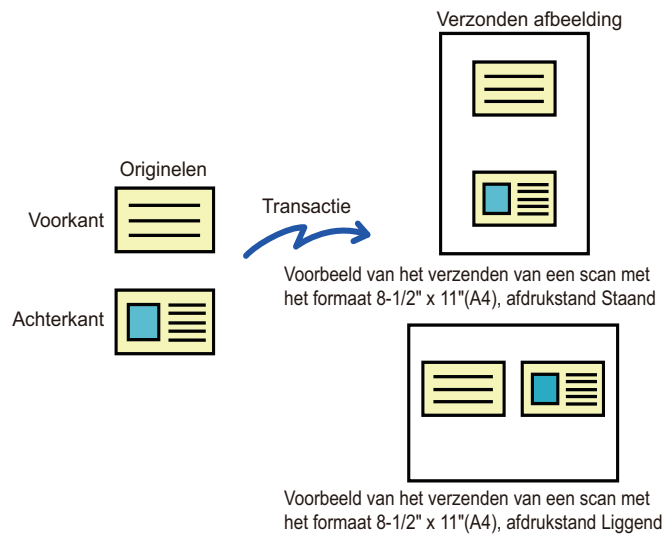 Verzonden afbeelding
Originelen
Voorkant
Transactie
Achterkant
Voorbeeld van het verzenden van een scan met
het formaat 8-1/2" x 11"(A4), afdrukstand Staand
Voorbeeld van het verzenden van een scan met
het formaat 8-1/2" x 11"(A4), afdrukstand Liggend